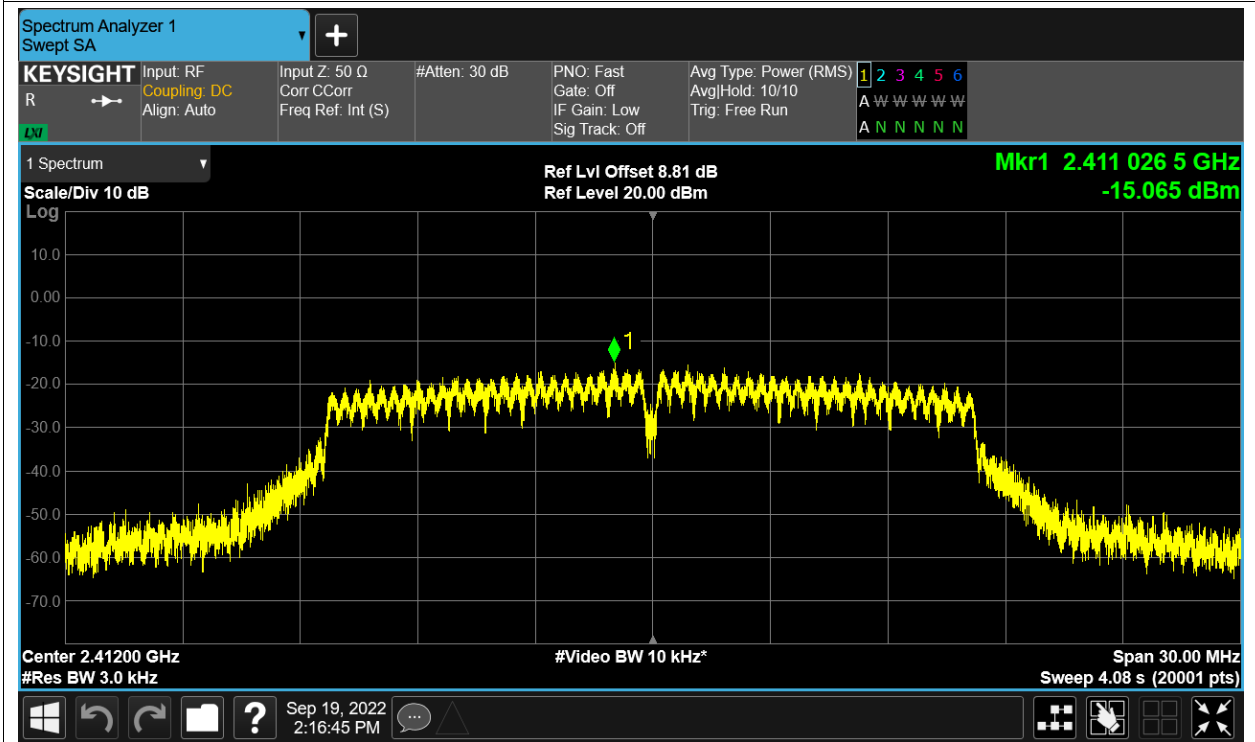 Spectrum Analyzer 1
Swept SA
KEYSIGHT
R
LXI
Input: RF
Coupling: DC
Align: Auto
Input Z: 50 Ω
Corr CCorr
Freq Ref: Int (S)
#Atten: 30 dB
PNO: Fast
Gate: Off
IF Gain: Low
Sig Track: Off
Avg Type: Power (RMS)
Avg|Hold: 10/10
Trig: Free Run
1 2 3 4 5 6
A W W W W W
A N N N N N
1 Spectrum
Scale/Div 10 dB
Ref Lvl Offset 8.81 dB
Ref Level 20.00 dBm
Mkr1 2.411 026 5 GHz
-15.065 dBm
Log
10.0
0.00
-10.0
-20.0
-30.0
-40.0
-50.0
-60.0
-70.0
1
Center 2.41200 GHz
#Res BW 3.0 kHz
#Video BW 10 kHz*
Span 30.00 MHz
Sweep 4.08 s (20001 pts)
?
Sep 19, 2022
2:16:45 PM